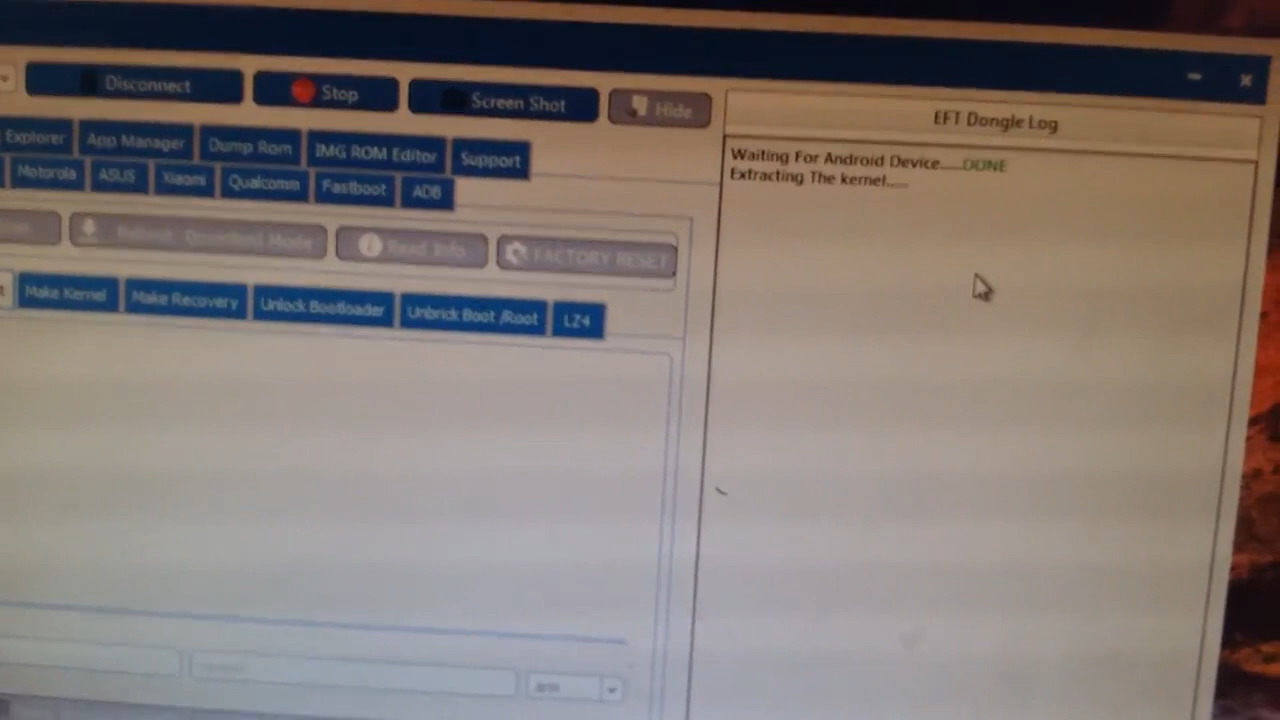 Disconnect Stop Screen Shot Hide
Explorer App Manager Dump Rom IMG ROM Editor Support
Motorola ASUS Xiaomi Qualcomm Fastboot ADB
Download Mode Read Info FACTORY RESET
Make Kernel Make Recovery Unlock Bootloader Unbrick Boot /Root LZ4
EFT Dongle Log
Waiting For Android Device.....DONE
Extracting The kernel.....